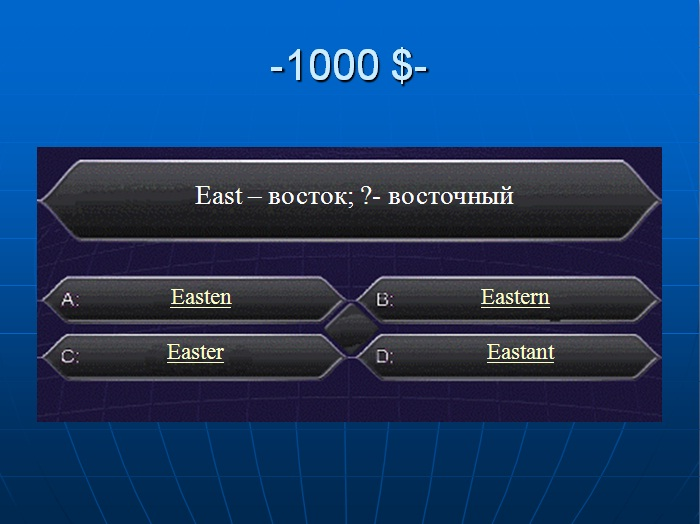 -1000 $-
East – восток; ?- восточный
A: Easten
B: Eastern
C: Easter
D: Eastant